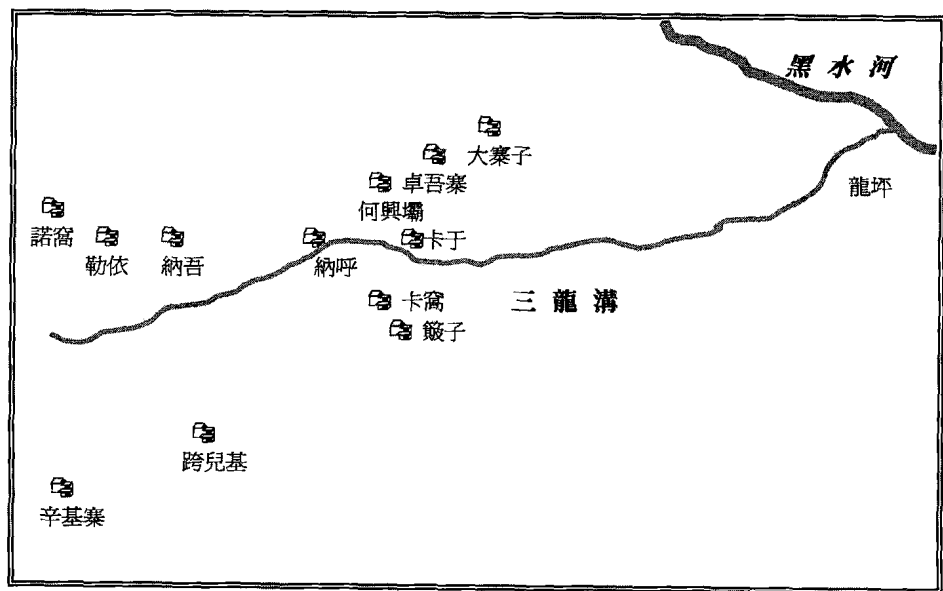 黑水河
大寨子
卓吾寨
龍坪
何興壩
諾窩
卡于
勒依
納吾
納呼
卡窩
三龍溝
簸子
跨兒基
辛基寨